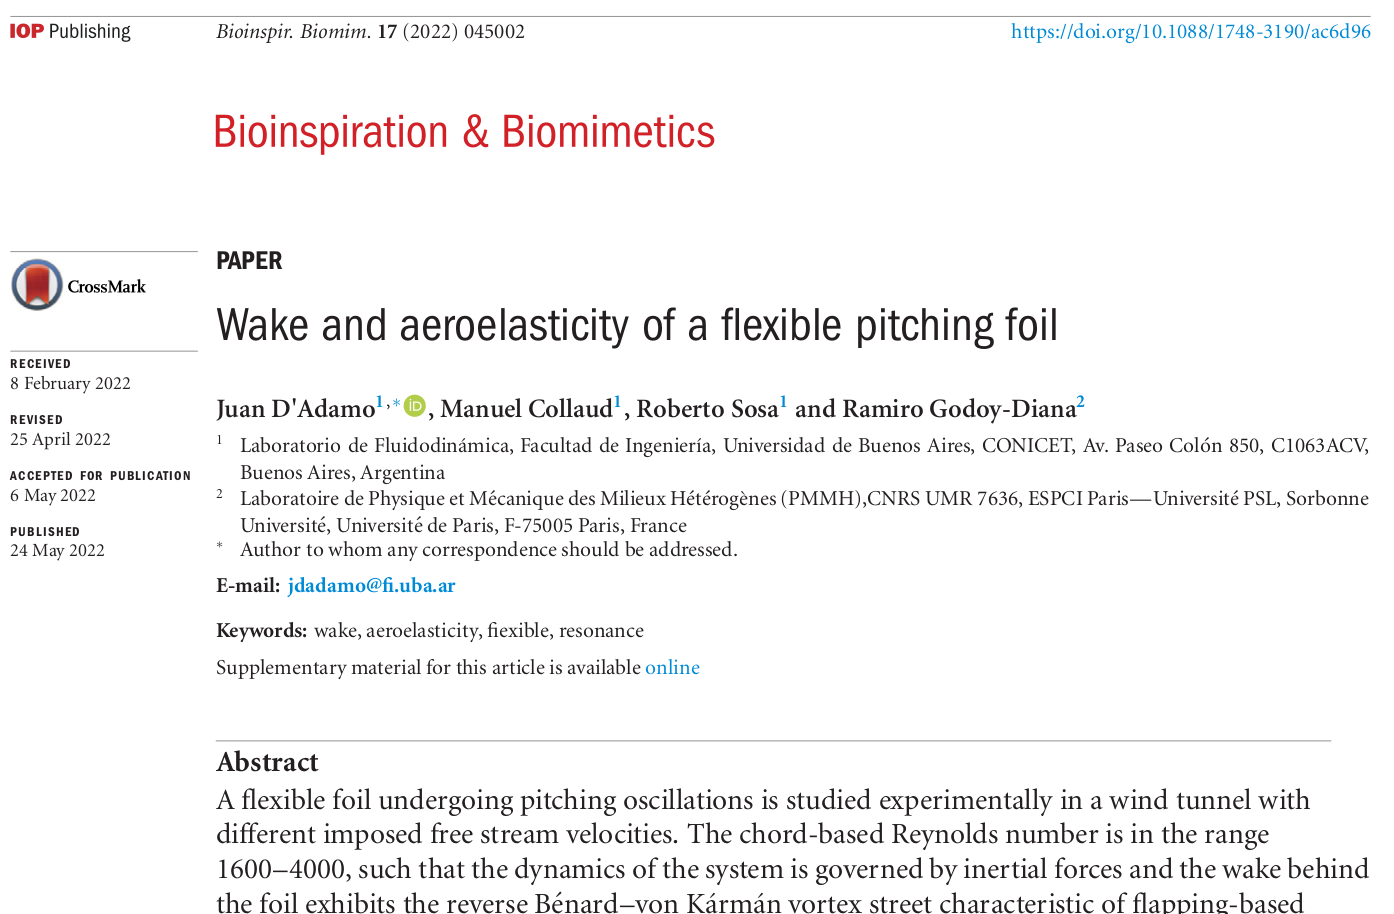 IOP Publishing
Bioinspir. Biomim. 17 (2022) 045002
https://doi.org/10.1088/1748-3190/ac6d96
Bioinspiration & Biomimetics
CrossMark
RECEIVED
8 February 2022
REVISED
25 April 2022
ACCEPTED FOR PUBLICATION
6 May 2022
PUBLISHED
24 May 2022
PAPER
Wake and aeroelasticity of a flexible pitching foil
Juan D'Adamo1,* iD, Manuel Collaud1, Roberto Sosa1 and Ramiro Godoy-Diana2
1 Laboratorio de Fluidodinámica, Facultad de Ingeniería, Universidad de Buenos Aires, CONICET, Av. Paseo Colón 850, C1063ACV,
Buenos Aires, Argentina
2 Laboratoire de Physique et Mécanique des Milieux Hétérogènes (PMMH),CNRS UMR 7636, ESPCI Paris—Université PSL, Sorbonne
Université, Université de Paris, F-75005 Paris, France
* Author to whom any correspondence should be addressed.
E-mail: jdadamo@fi.uba.ar
Keywords: wake, aeroelasticity, flexible, resonance
Supplementary material for this article is available online
Abstract
A flexible foil undergoing pitching oscillations is studied experimentally in a wind tunnel with
different imposed free stream velocities. The chord-based Reynolds number is in the range
1600–4000, such that the dynamics of the system is governed by inertial forces and the wake behind
the foil exhibits the reverse Bénard–von Kármán vortex street characteristic of flapping-based